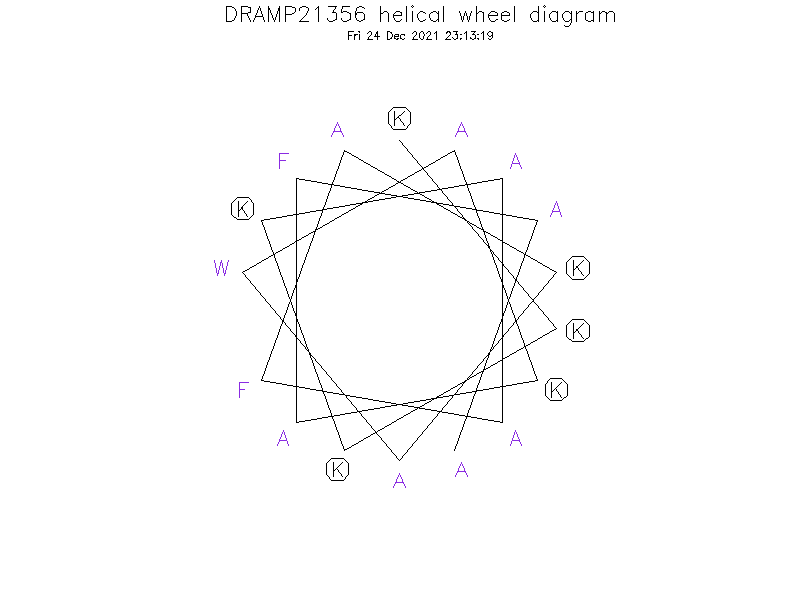 DRAMP21356 helical wheel diagram
Fri 24 Dec 2021 23:13:19
K
A A
F A
K A
W K
K
F K
A A
K A
A